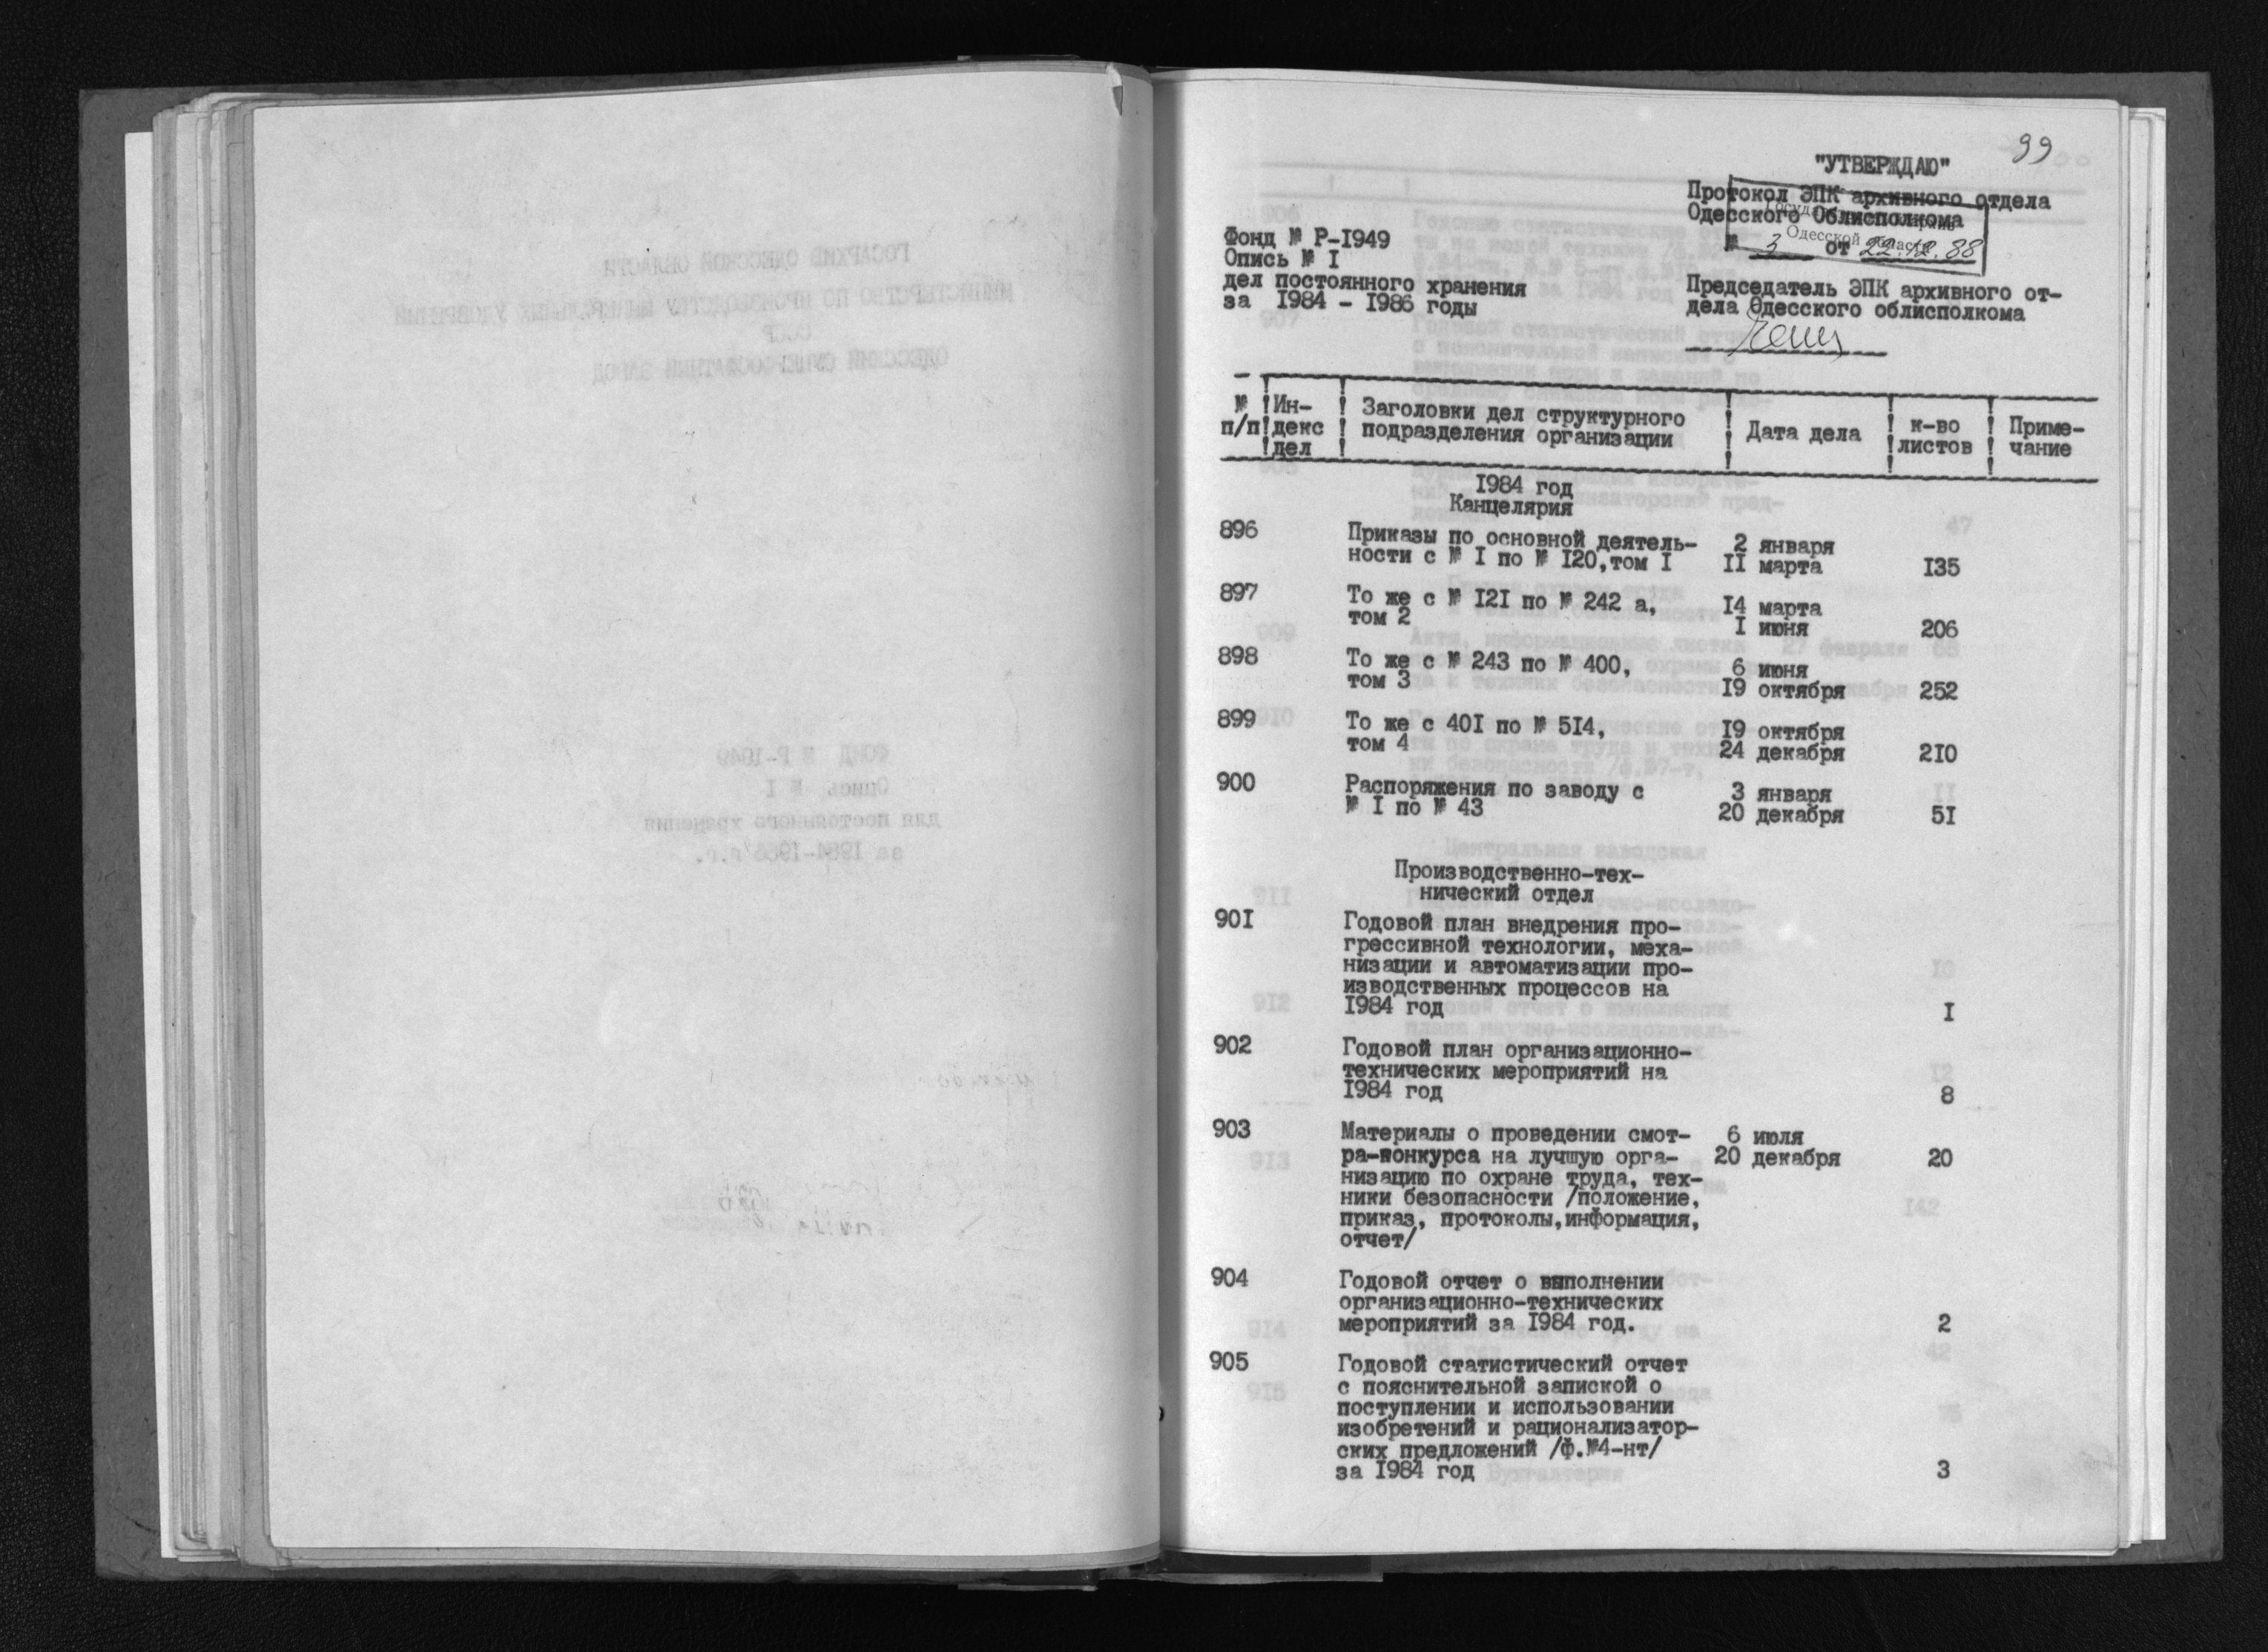 99
"УТВЕРЖДАЮ"
Протокол ЭПК архивного отдела
Одесского Облисполкома
Одесской области
№ 3 от 22.12.88
Председатель ЭПК архивного от-
дела Одесского облисполкома
Фонд № Р-I949
Опись № I
дел постоянного хранения
за I984 - I986 годы
№ п/п ! Ин-декс дел ! Заголовки дел структурного подразделения организации ! Дата дела ! к-во листов ! Приме-чание
I984 год
Канцелярия
896 Приказы по основной деятель- 2 января
ности с № I по № I20,том I II марта I35
897 То же с № I2I по № 242 а, I4 марта
том 2 I июня 206
898 То же с № 243 по № 400, 6 июня
том 3 I9 октября 252
899 То же с 40I по № 5I4, I9 октября
том 4 24 декабря 2I0
900 Распоряжения по заводу с 3 января
№ I по № 43 20 декабря 5I
Производственно-тех-
нический отдел
90I Годовой план внедрения про-
грессивной технологии, меха-
низации и автоматизации про-
изводственных процессов на
I984 год I
902 Годовой план организационно-
технических мероприятий на
I984 год 8
903 Материалы о проведении смот- 6 июля
ра-конкурса на лучшую орга- 20 декабря 20
низацию по охране труда, тех-
ники безопасности /положение,
приказ, протоколы,информация,
отчет/
904 Годовой отчет о выполнении
организационно-технических
мероприятий за I984 год. 2
905 Годовой статистический отчет
с пояснительной запиской о
поступлении и использовании
изобретений и рационализатор-
ских предложений /ф.№4-нт/
за I984 год 3